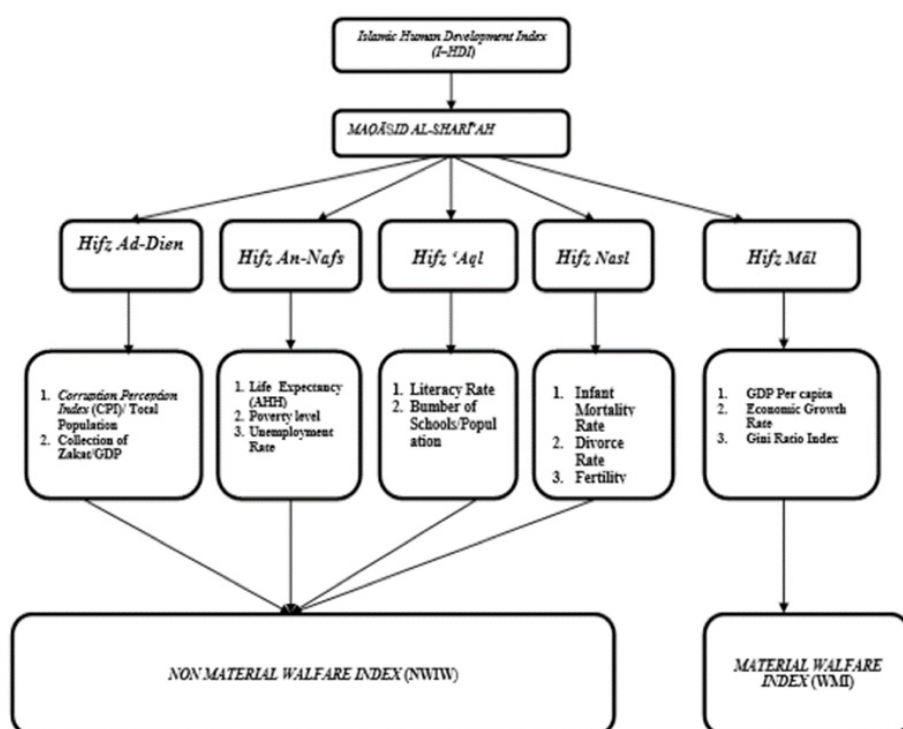 Islamic Human Development Index
(I-HDI)
MAQĀSID AL-SHARĪ'AH
Hifz Ad-Dien
Hifz An-Nafs
Hifz 'Aql
Hifz Nasl
Hifz Māl
1. Corruption Perception
Index (CPI)/ Total
Population
2. Collection of
Zakat/GDP
1. Life Expectancy
(AHH)
2. Poverty level
3. Unemployment
Rate
1. Literacy Rate
2. Bumber of
Schools/Popul
ation
1. Infant
Mortality
Rate
2. Divorce
Rate
3. Fertility
1. GDP Per capita
2. Economic Growth
Rate
3. Gini Ratio Index
NON MATERIAL WALFARE INDEX (NWIW)
MATERIAL WALFARE
INDEX (WMI)